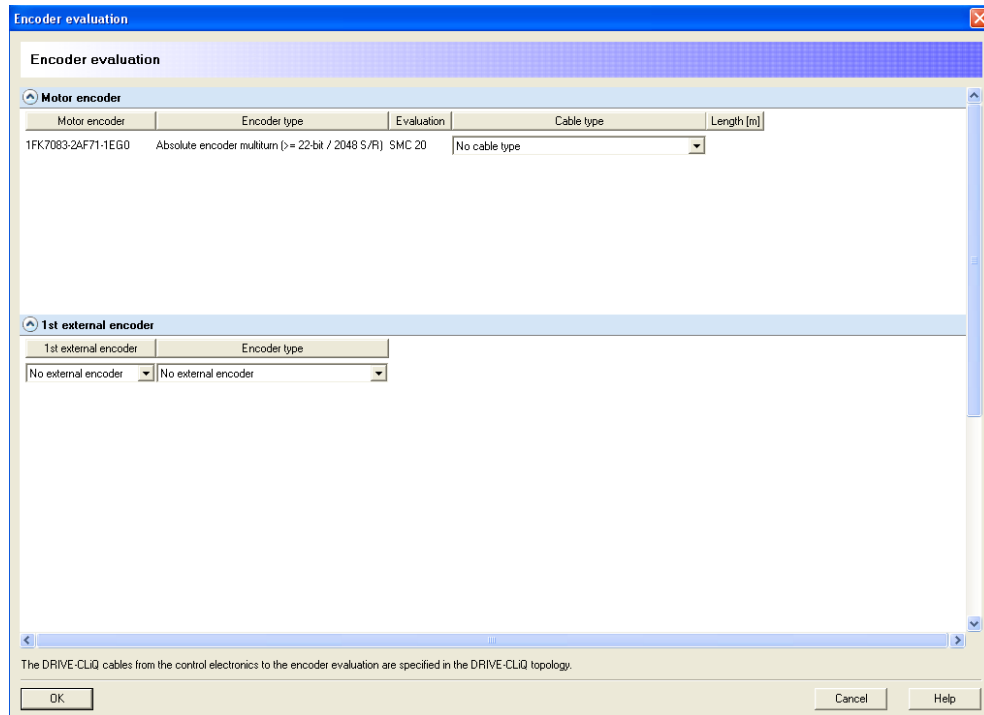 Encoder evaluation
Encoder evaluation
Motor encoder
Motor encoder Encoder type Evaluation Cable type Length [m]
1FK7083-2AF71-1EG0 Absolute encoder multiturn (>= 22-bit / 2048 S/R) SMC 20 No cable type
1st external encoder
1st external encoder Encoder type
No external encoder No external encoder
The DRIVE-CLiQ cables from the control electronics to the encoder evaluation are specified in the DRIVE-CLiQ topology.
OK Cancel Help